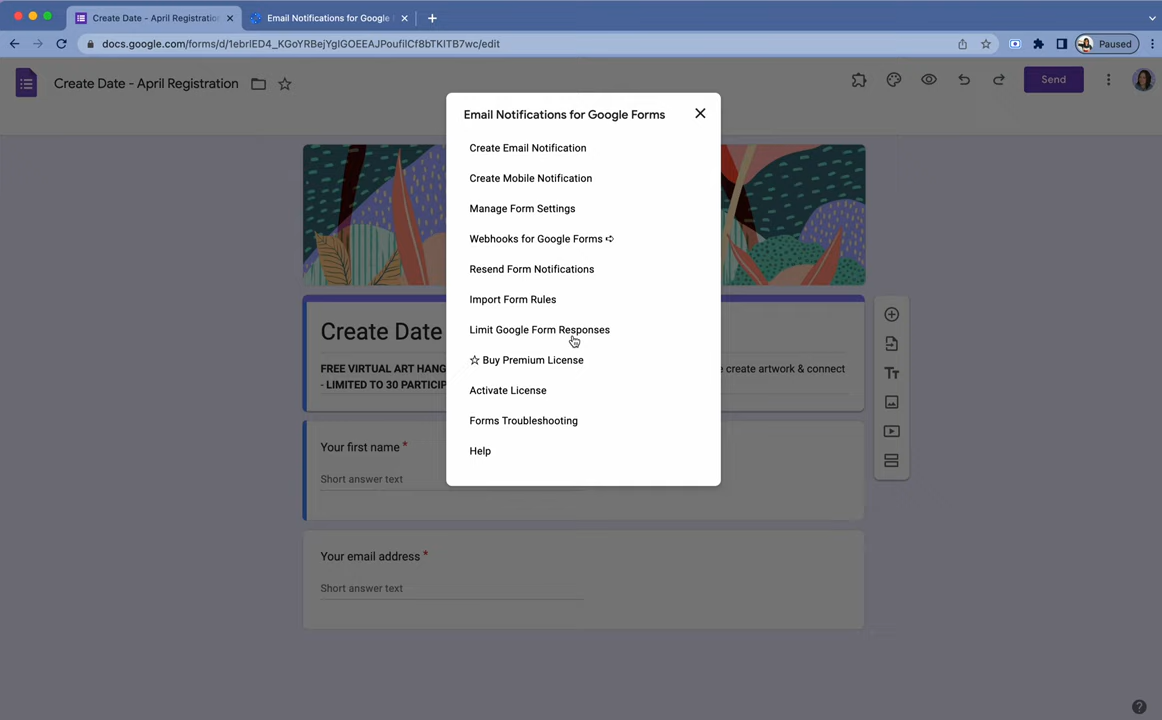 Create Date - April Registration
Email Notifications for Google
docs.google.com/forms/d/1ebrIED4_KGoYRBejYgIGOEEAJPoufilCf8bTKITB7wc/edit
Paused
Create Date - April Registration
Send
Email Notifications for Google Forms
Create Email Notification
Create Mobile Notification
Manage Form Settings
Webhooks for Google Forms ➪
Resend Form Notifications
Import Form Rules
Limit Google Form Responses
☆ Buy Premium License
Activate License
Forms Troubleshooting
Help
Create Date
FREE VIRTUAL ART HANG
create artwork & connect
- LIMITED TO 30 PARTICIP
Tt
Your first name *
Short answer text
Your email address *
Short answer text